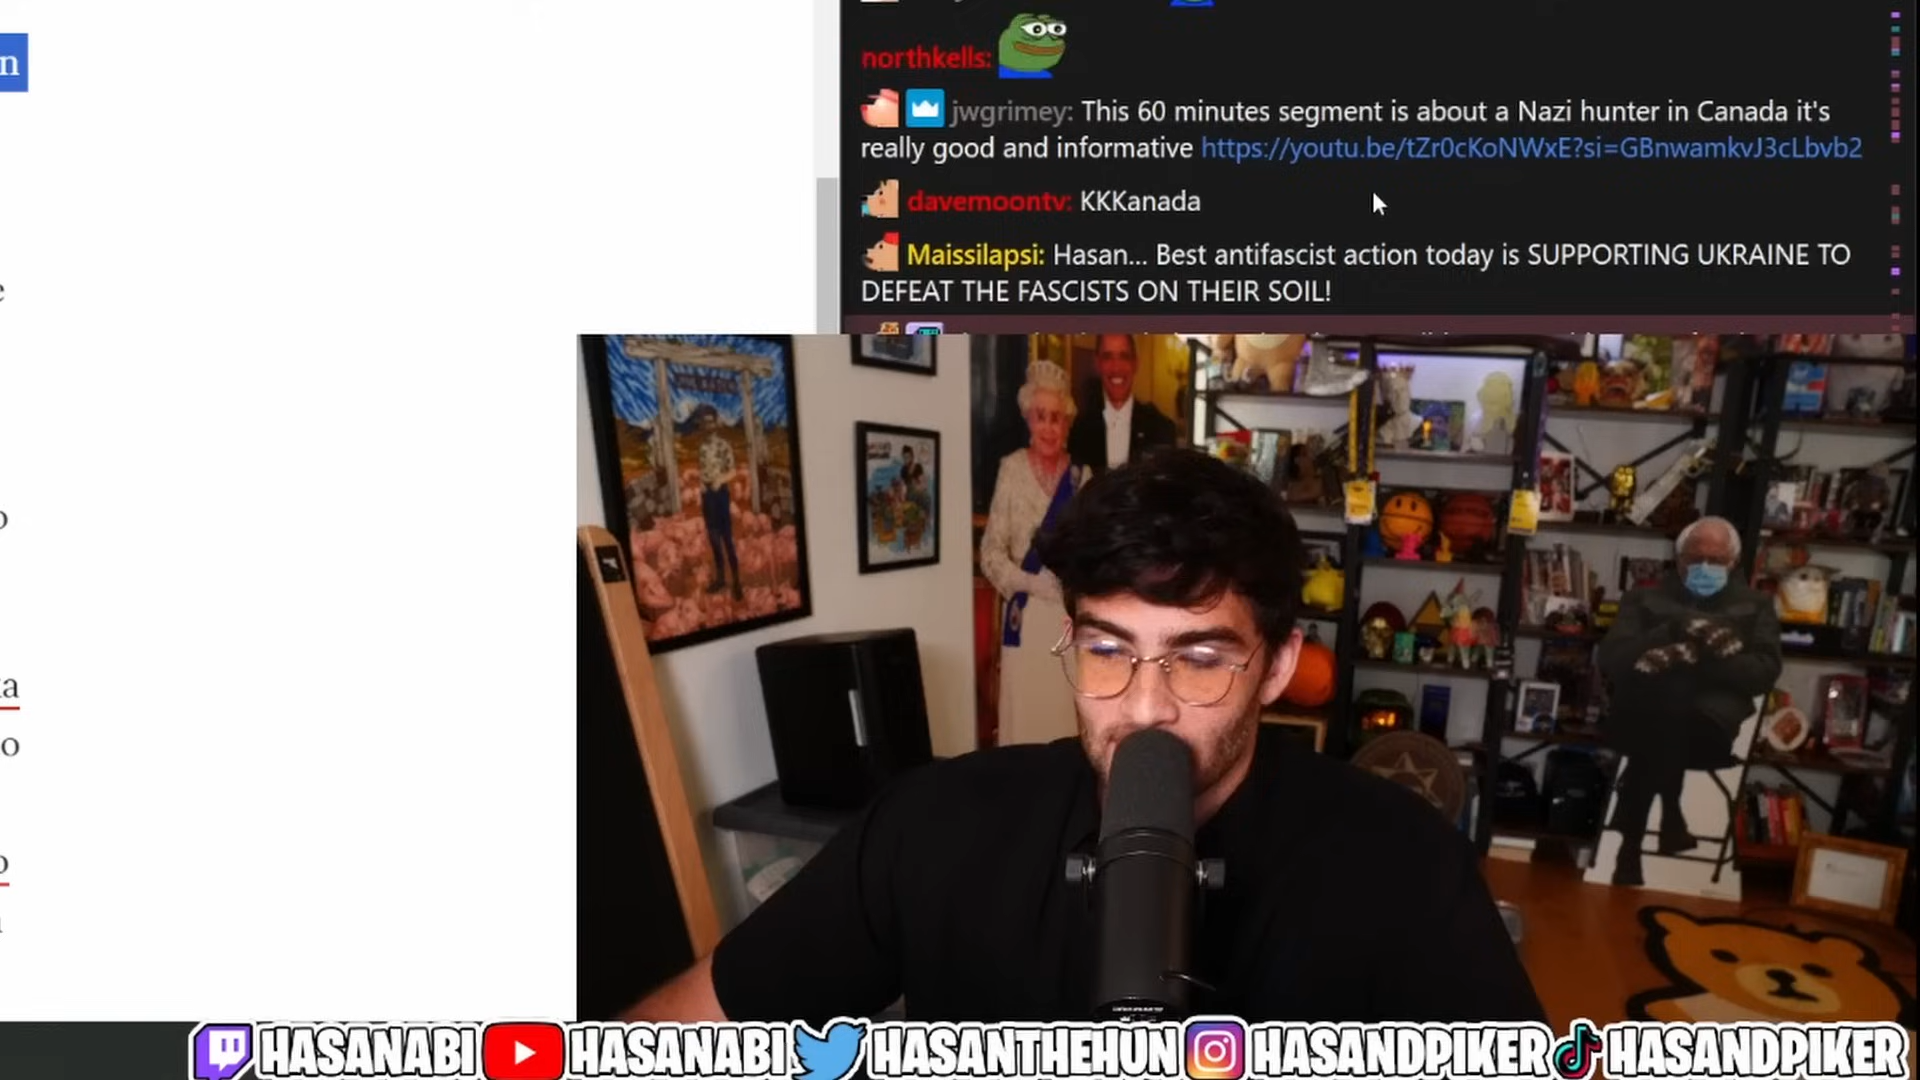 n
northkells:
jwgrimey: This 60 minutes segment is about a Nazi hunter in Canada it's
really good and informative https://youtu.be/tZr0cKoNWxE?si=GBnwamkvJ3cLbvb2
davemoontv: KKKanada
Maissilapsi: Hasan... Best antifascist action today is SUPPORTING UKRAINE TO
DEFEAT THE FASCISTS ON THEIR SOIL!
e
o
o
HASANABI HASANABI HASANTHEHUN HASANDPIKER HASANDPIKER